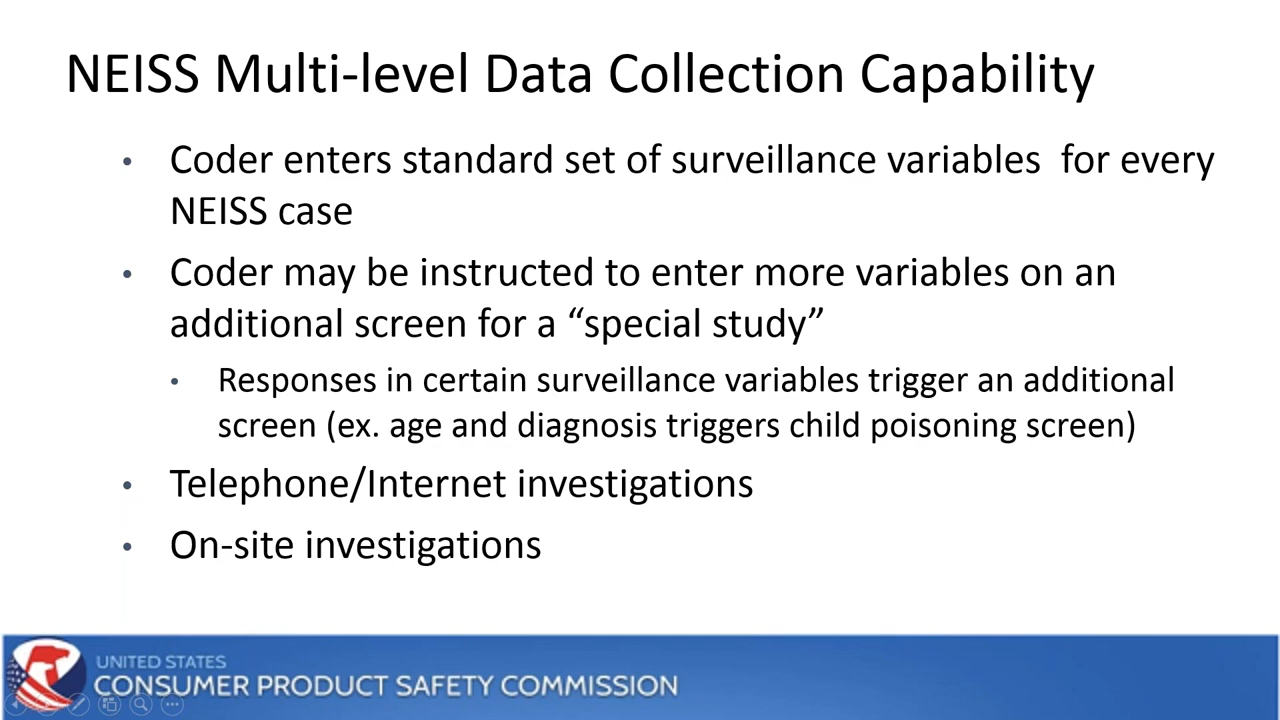 NEISS Multi-level Data Collection Capability
• Coder enters standard set of surveillance variables  for every
NEISS case
• Coder may be instructed to enter more variables on an
additional screen for a “special study”
• Responses in certain surveillance variables trigger an additional
screen (ex. age and diagnosis triggers child poisoning screen)
• Telephone/Internet investigations
• On-site investigations
UNITED STATES
CONSUMER PRODUCT SAFETY COMMISSION